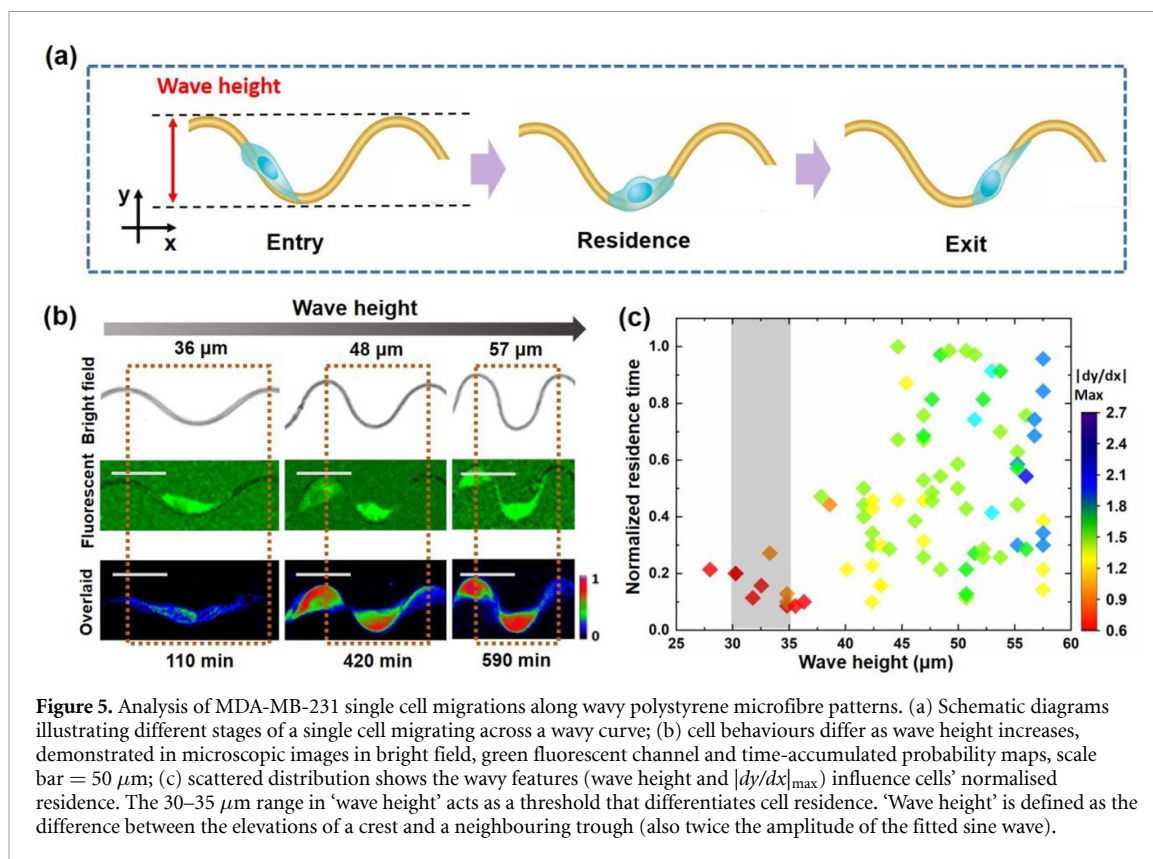 (a)
Wave height
y
x
Entry
Residence
Exit
(b)
Wave height
36 μm
48 μm
57 μm
Bright field
Fluorescent
Overlaid
1
0
110 min
420 min
590 min
(c)
Normalized residence time
1.0
0.8
0.6
0.4
0.2
0.0
25
30
35
40
45
50
55
60
Wave height (μm)
|dy/dx|
Max
2.7
2.4
2.1
1.8
1.5
1.2
0.9
0.6
Figure 5. Analysis of MDA-MB-231 single cell migrations along wavy polystyrene microfibre patterns. (a) Schematic diagrams
illustrating different stages of a single cell migrating across a wavy curve; (b) cell behaviours differ as wave height increases,
demonstrated in microscopic images in bright field, green fluorescent channel and time-accumulated probability maps, scale
bar = 50 μm; (c) scattered distribution shows the wavy features (wave height and |dy/dx|max) influence cells' normalised
residence. The 30–35 μm range in 'wave height' acts as a threshold that differentiates cell residence. 'Wave height' is defined as the
difference between the elevations of a crest and a neighbouring trough (also twice the amplitude of the fitted sine wave).